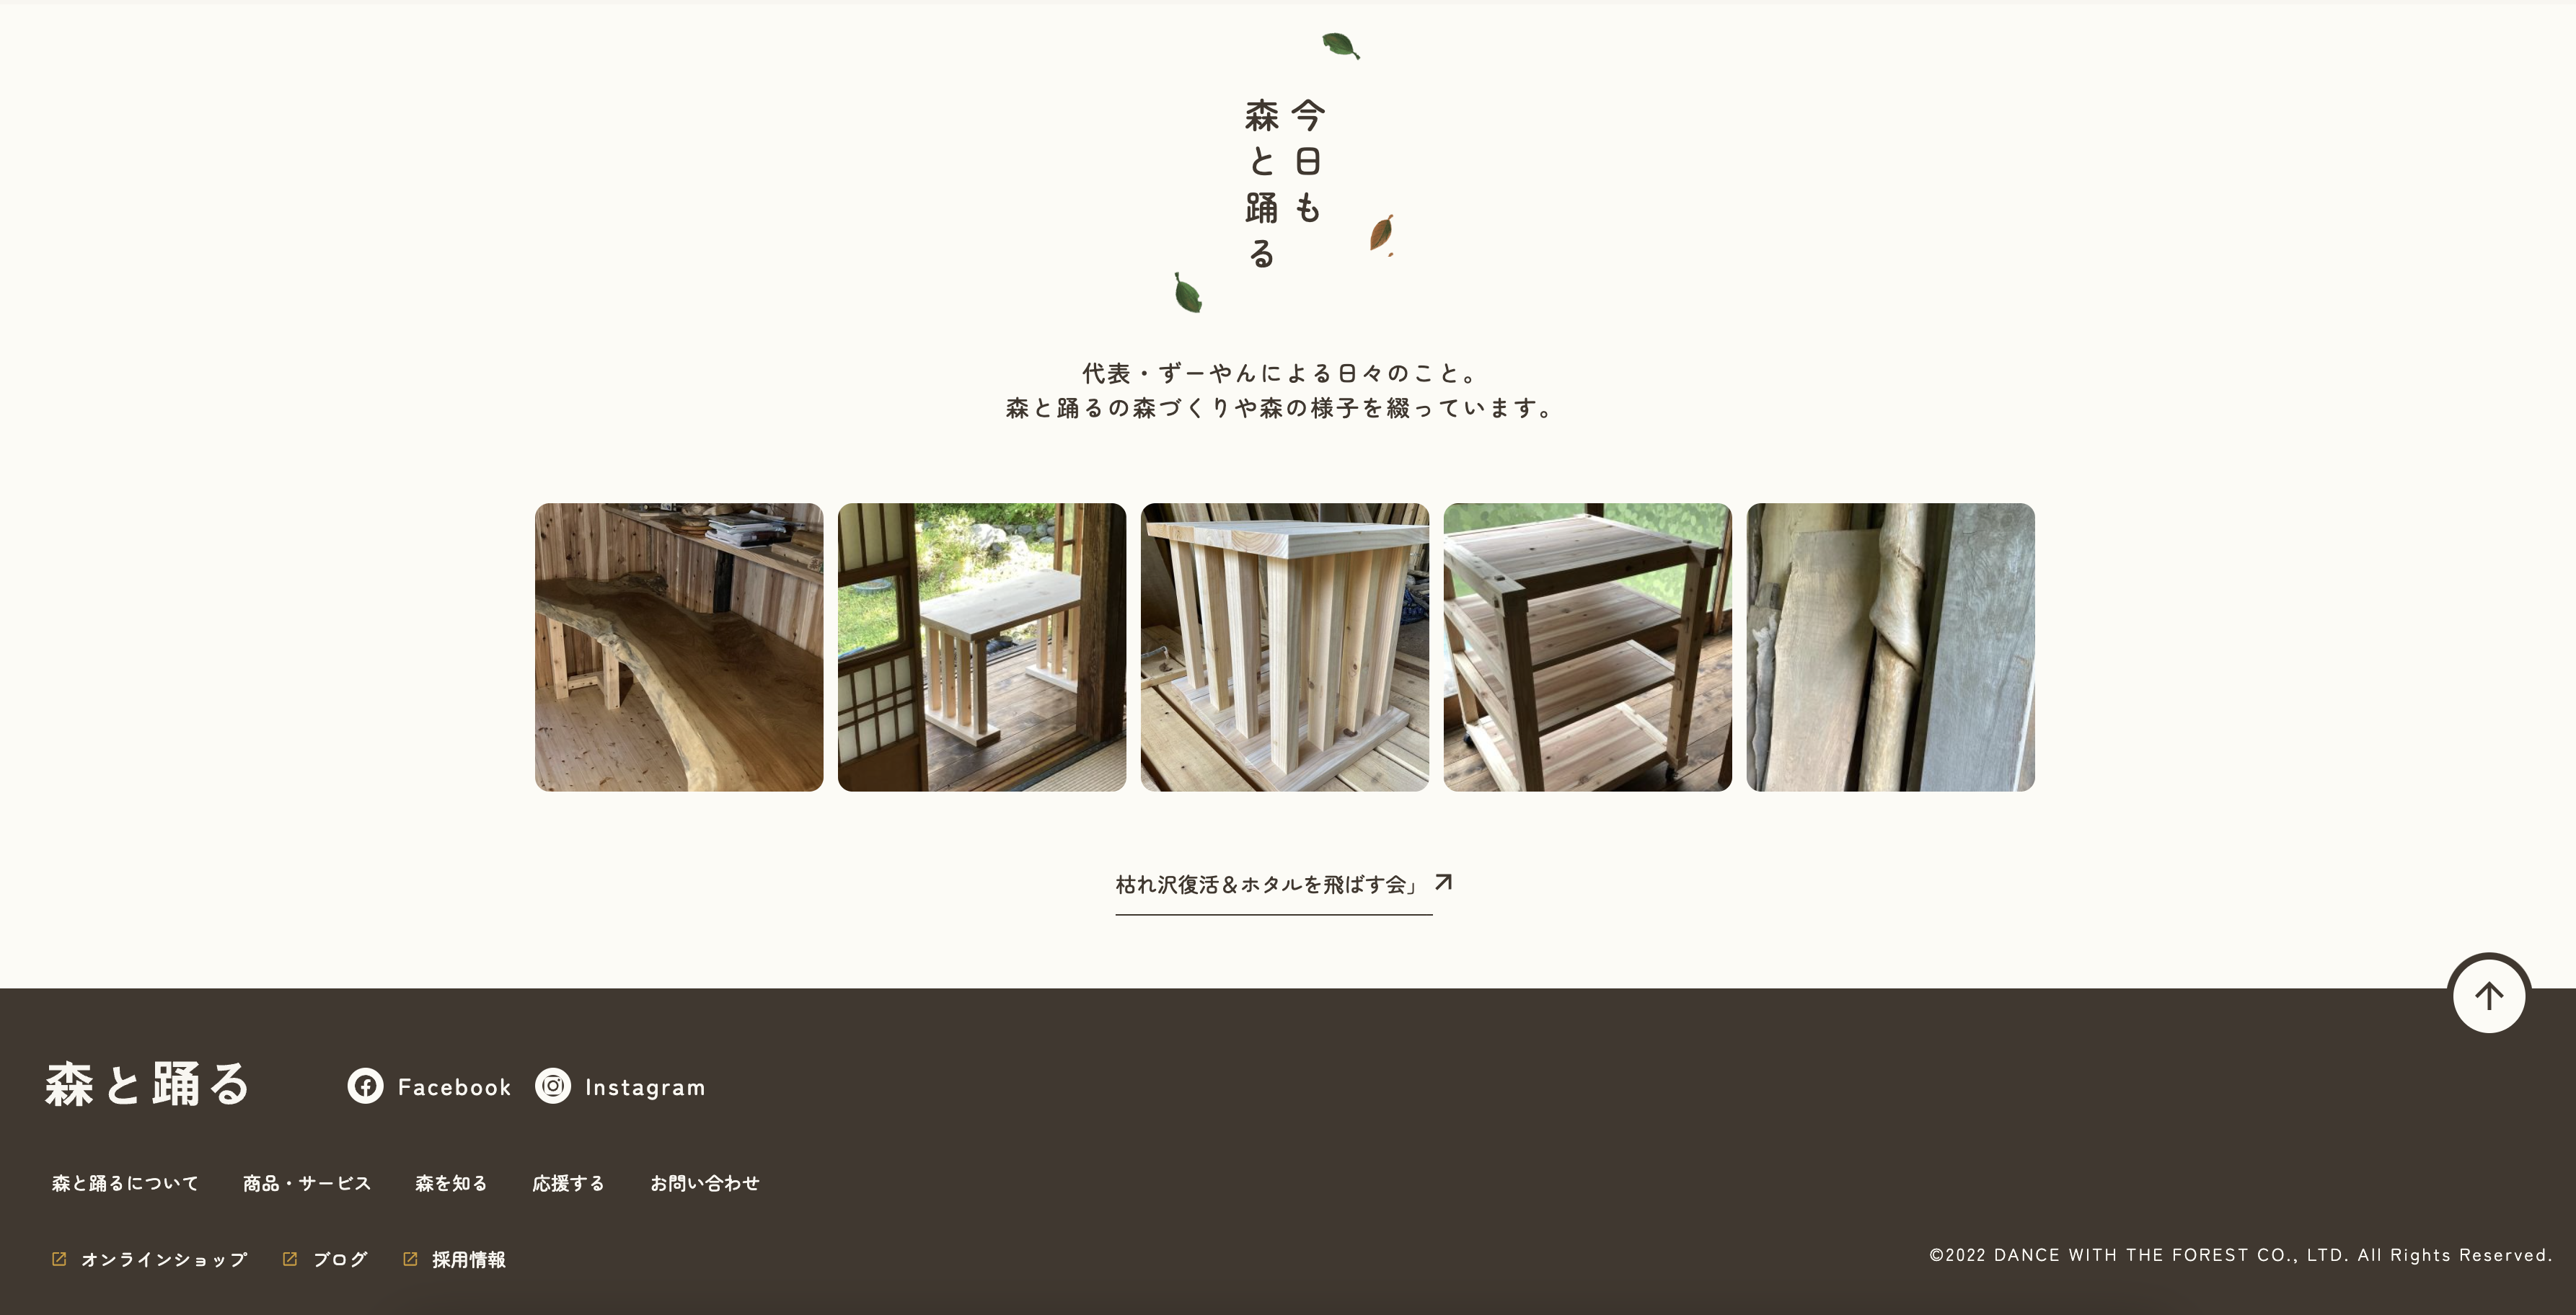 今日も
森と踊る
代表・ずーやんによる日々のこと。
森と踊るの森づくりや森の様子を綴っています。
枯れ沢復活＆ホタルを飛ばす会」
森と踊る
Facebook
Instagram
森と踊るについて
商品・サービス
森を知る
応援する
お問い合わせ
オンラインショップ
ブログ
採用情報
©2022 DANCE WITH THE FOREST CO., LTD. All Rights Reserved.